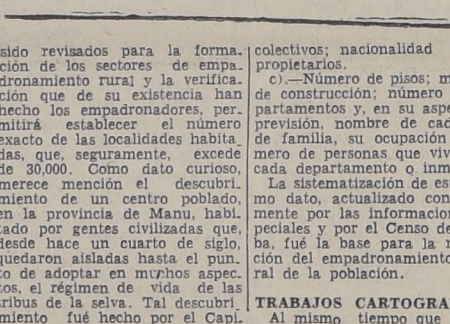 sido revisados para la forma-
ción de los sectores de empa-
dronamiento rural y la verifica-
ción que de su existencia han
hecho los empadronadores, per-
mitirá establecer el número
exacto de las localidades habita-
das, que, seguramente, excede
de 30,000. Como dato curioso,
merece mención el descubri-
miento de un centro poblado,
en la provincia de Manu, habi-
tado por gentes civilizadas que,
desde hace un cuarto de siglo,
quedaron aisladas hasta el pun-
to de adoptar en muchos aspec-
tos, el régimen de vida de las
tribus de la selva. Tal descubri-
miento fué hecho por el Capi-
colectivos; nacionalidad
propietarios.
c).—Número de pisos; m
de construcción; número
partamentos y, en su aspe
previsión, nombre de cad
de familia, su ocupación
mero de personas que viv
cada departamento o inm
La sistematización de es
mo dato, actualizado con
mente por las informacion
peciales y por el Censo de
ba, fué la base para la r
ción del empadronamiento
ral de la población.
TRABAJOS CARTOGRA
Al mismo tiempo que